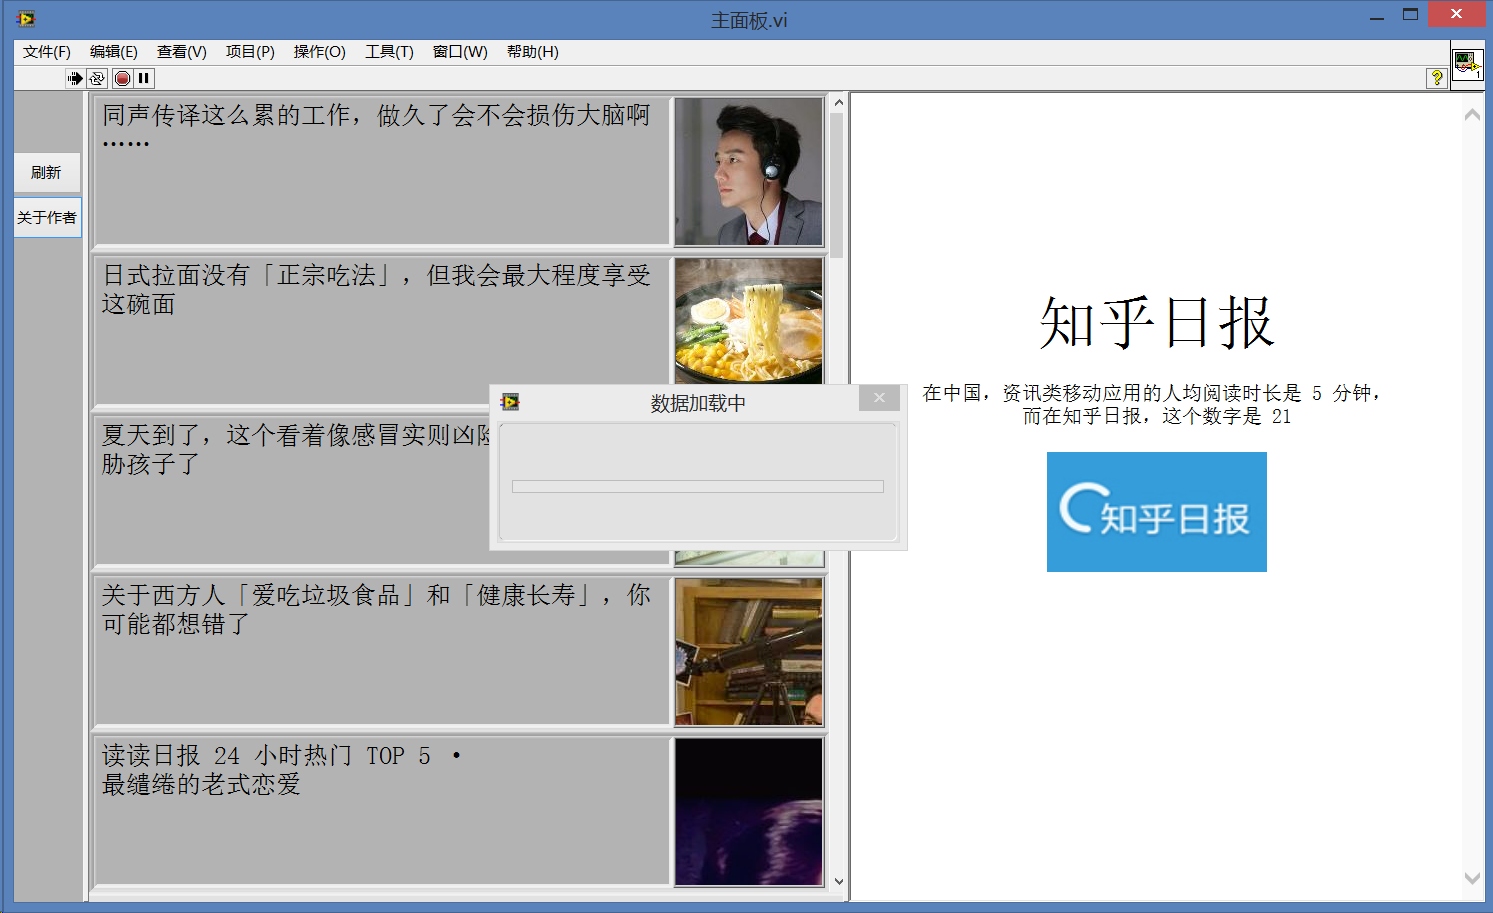 主面板.vi
文件(F) 编辑(E) 查看(V) 项目(P) 操作(O) 工具(T) 窗口(W) 帮助(H)
?
1
刷新
关于作者
同声传译这么累的工作，做久了会不会损伤大脑啊
……
日式拉面没有「正宗吃法」，但我会最大程度享受
这碗面
夏天到了，这个看着像感冒实则凶
胁孩子了
关于西方人「爱吃垃圾食品」和「健康长寿」，你
可能都想错了
读读日报 24 小时热门 TOP 5 •
最缱绻的老式恋爱
数据加载中
知乎日报
在中国，资讯类移动应用的人均阅读时长是 5 分钟，
而在知乎日报，这个数字是 21
知乎日报